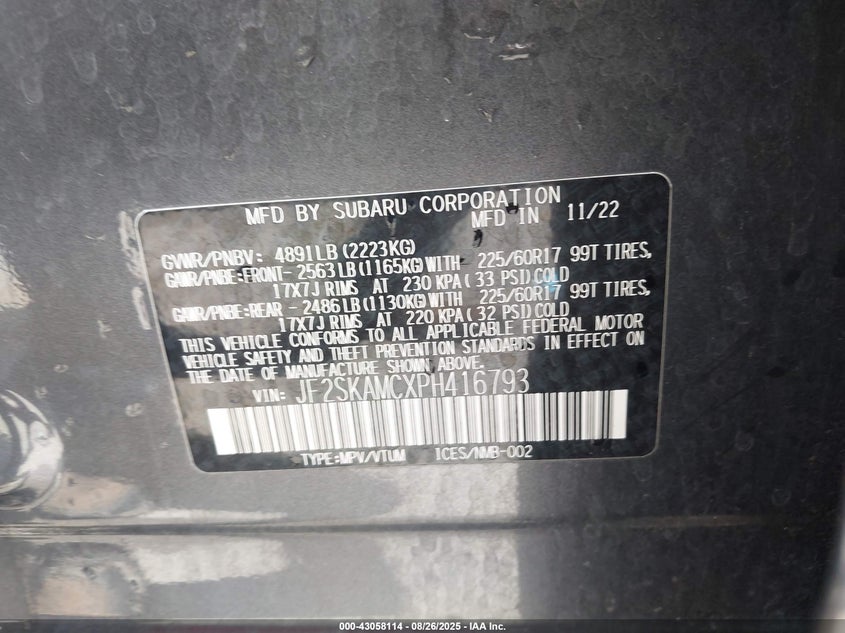 MFD BY SUBARU CORPORATION
MFD IN 11/22
GVWR/PNBV: 4891LB(2223KG)
GAWR/PNBE:FRONT- 2563LB(1165KG)WITH 225/60R17 99T TIRES,
17X7J RIMS AT 230 KPA( 33 PSI)COLD
GAWR/PNBE:REAR - 2486LB(1130KG)WITH 225/60R17 99T TIRES,
17X7J RIMS AT 220 KPA( 32 PSI)COLD
THIS VEHICLE CONFORMS TO ALL APPLICABLE FEDERAL MOTOR
VEHICLE SAFETY AND THEFT PREVENTION STANDARDS IN EFFECT ON
THE DATE OF MANUFACTURE SHOWN ABOVE.
VIN: JF2SKAMCXPH416793
TYPE:MPV/VTUM ICES/NMB-002
000-43058114 - 08/26/2025 - IAA Inc.